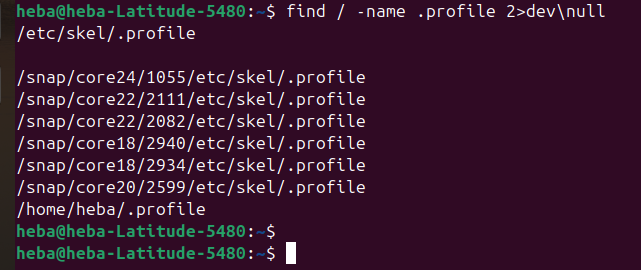 heba@heba-Latitude-5480:~$ find / -name .profile 2>dev\null
/etc/skel/.profile
/snap/core24/1055/etc/skel/.profile
/snap/core22/2111/etc/skel/.profile
/snap/core22/2082/etc/skel/.profile
/snap/core18/2940/etc/skel/.profile
/snap/core18/2934/etc/skel/.profile
/snap/core20/2599/etc/skel/.profile
/home/heba/.profile
heba@heba-Latitude-5480:~$
heba@heba-Latitude-5480:~$